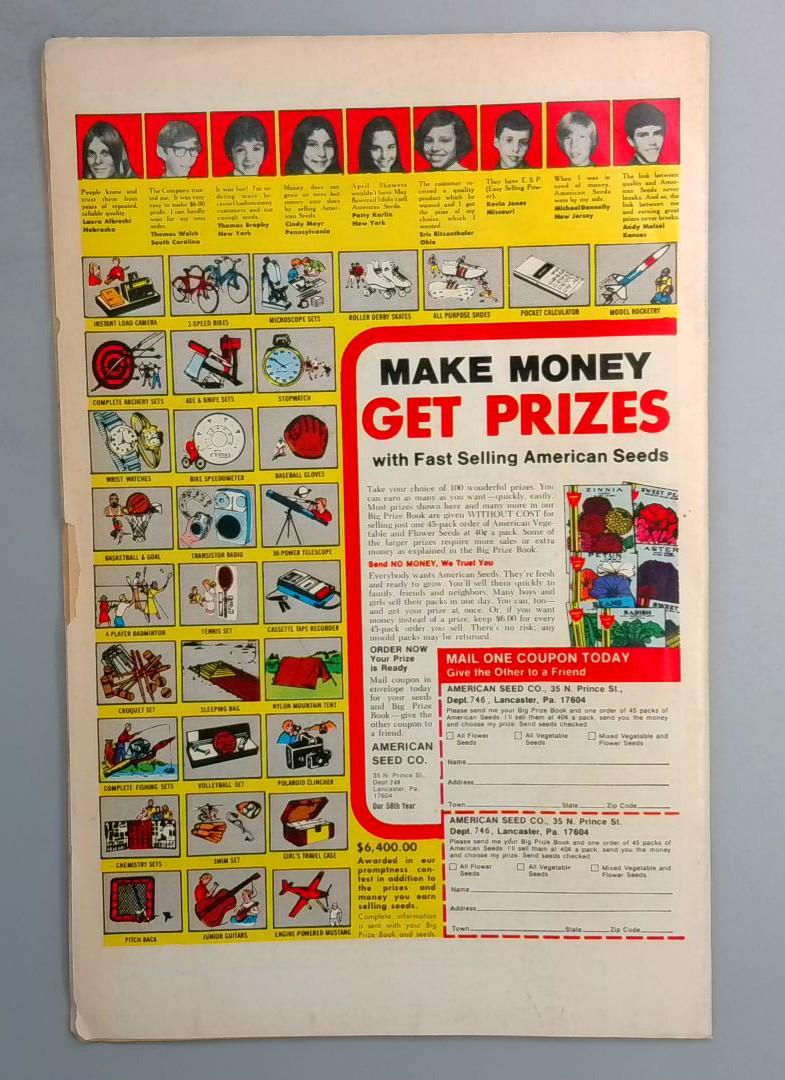 People know and
trust them from
years of repeated,
reliable quality.
Laura Albrecht
Nebraska
The Company trus-
ted me. It was very
easy to make $6.00
profit. I can hardly
wait for my next
order.
Thomas Walch
South Carolina
It was fun! I'm or-
dering more be-
cause I had too many
customers and not
enough seeds.
Thomas Brophy
New York
Money does not
grow on trees but
money sure does
by selling Ameri-
can Seeds.
Cindy Mayr
Pennsylvania
April Showers
wouldn't have May
flowers if I didn't sell
American Seeds.
Patty Karlin
New York
The customer re-
ceived a quality
product which he
wanted and I got
the prize of my
choice, which I
wanted.
Eric Bitzenthaler
Ohio
They have E.S.P.
(Easy Selling Pow-
er).
Kevin Jones
Missouri
When I was in
need of money,
American Seeds
were by my side.
Michael Donnelly
New Jersey
The link between
quality and Amer-
ican Seeds never
breaks. And so, the
link between me
and earning great
prizes never breaks.
Andy Maisel
Kansas
INSTANT LOAD CAMERA
3-SPEED BIKES
MICROSCOPE SETS
ROLLER DERBY SKATES
ALL PURPOSE SHOES
POCKET CALCULATOR
MODEL ROCKETRY
COMPLETE ARCHERY SETS
AXE & KNIFE SETS
STOPWATCH
WRIST WATCHES
BIKE SPEEDOMETER
BASEBALL GLOVES
BASKETBALL & GOAL
TRANSISTOR RADIO
30-POWER TELESCOPE
4-PLAYER BADMINTON
TENNIS SET
CASSETTE TAPE RECORDER
CROQUET SET
SLEEPING BAG
NYLON MOUNTAIN TENT
COMPLETE FISHING SETS
VOLLEYBALL SET
POLAROID CLINCHER
CHEMISTRY SETS
SWIM SET
GIRL'S TRAVEL CASE
PITCH BACK
JUNIOR GUITARS
ENGINE-POWERED MUSTANG
MAKE MONEY
GET PRIZES
with Fast Selling American Seeds
Take your choice of 100 wonderful prizes. You
can earn as many as you want—quickly, easily.
Most prizes shown here and many more in our
Big Prize Book are given WITHOUT COST for
selling just one 45-pack order of American Vege-
table and Flower Seeds at 40¢ a pack. Some of
the larger prizes require more sales or extra
money as explained in the Big Prize Book.
Send NO MONEY, We Trust You
Everybody wants American Seeds. They're fresh
and ready to grow. You'll sell them quickly to
family, friends and neighbors. Many boys and
girls sell their packs in one day. You can, too—
and get your prize at once. Or, if you want
money instead of a prize, keep $6.00 for every
45-pack order you sell. There's no risk; any
unsold packs may be returned.
ZINNIA
SWEET PE
PETUN
ASTER
BEANS
RADISH
SWEET
ORDER NOW
Your Prize
is Ready
Mail coupon in
envelope today
for your seeds
and Big Prize
Book — give the
other coupon to
a friend.
AMERICAN
SEED CO.
35 N. Prince St.,
Dept 746
Lancaster, Pa.
17604
Our 58th Year
MAIL ONE COUPON TODAY
Give the Other to a Friend
AMERICAN SEED CO., 35 N. Prince St.,
Dept. 746, Lancaster, Pa. 17604
Please send me your Big Prize Book and one order of 45 packs of
American Seeds. I'll sell them at 40¢ a pack, send you the money
and choose my prize. Send seeds checked.
All Flower Seeds
All Vegetable Seeds
Mixed Vegetable and Flower Seeds
Name
Address
Town State Zip Code
AMERICAN SEED CO., 35 N. Prince St.
Dept. 746, Lancaster, Pa. 17604
Please send me your Big Prize Book and one order of 45 packs of
American Seeds. I'll sell them at 40¢ a pack, send you the money
and choose my prize. Send seeds checked.
All Flower Seeds
All Vegetable Seeds
Mixed Vegetable and Flower Seeds
Name
Address
Town State Zip Code
$6,400.00
Awarded in our
promptness con-
test in addition to
the prizes and
money you earn
selling seeds.
Complete information
is sent with your Big
Prize Book and seeds.